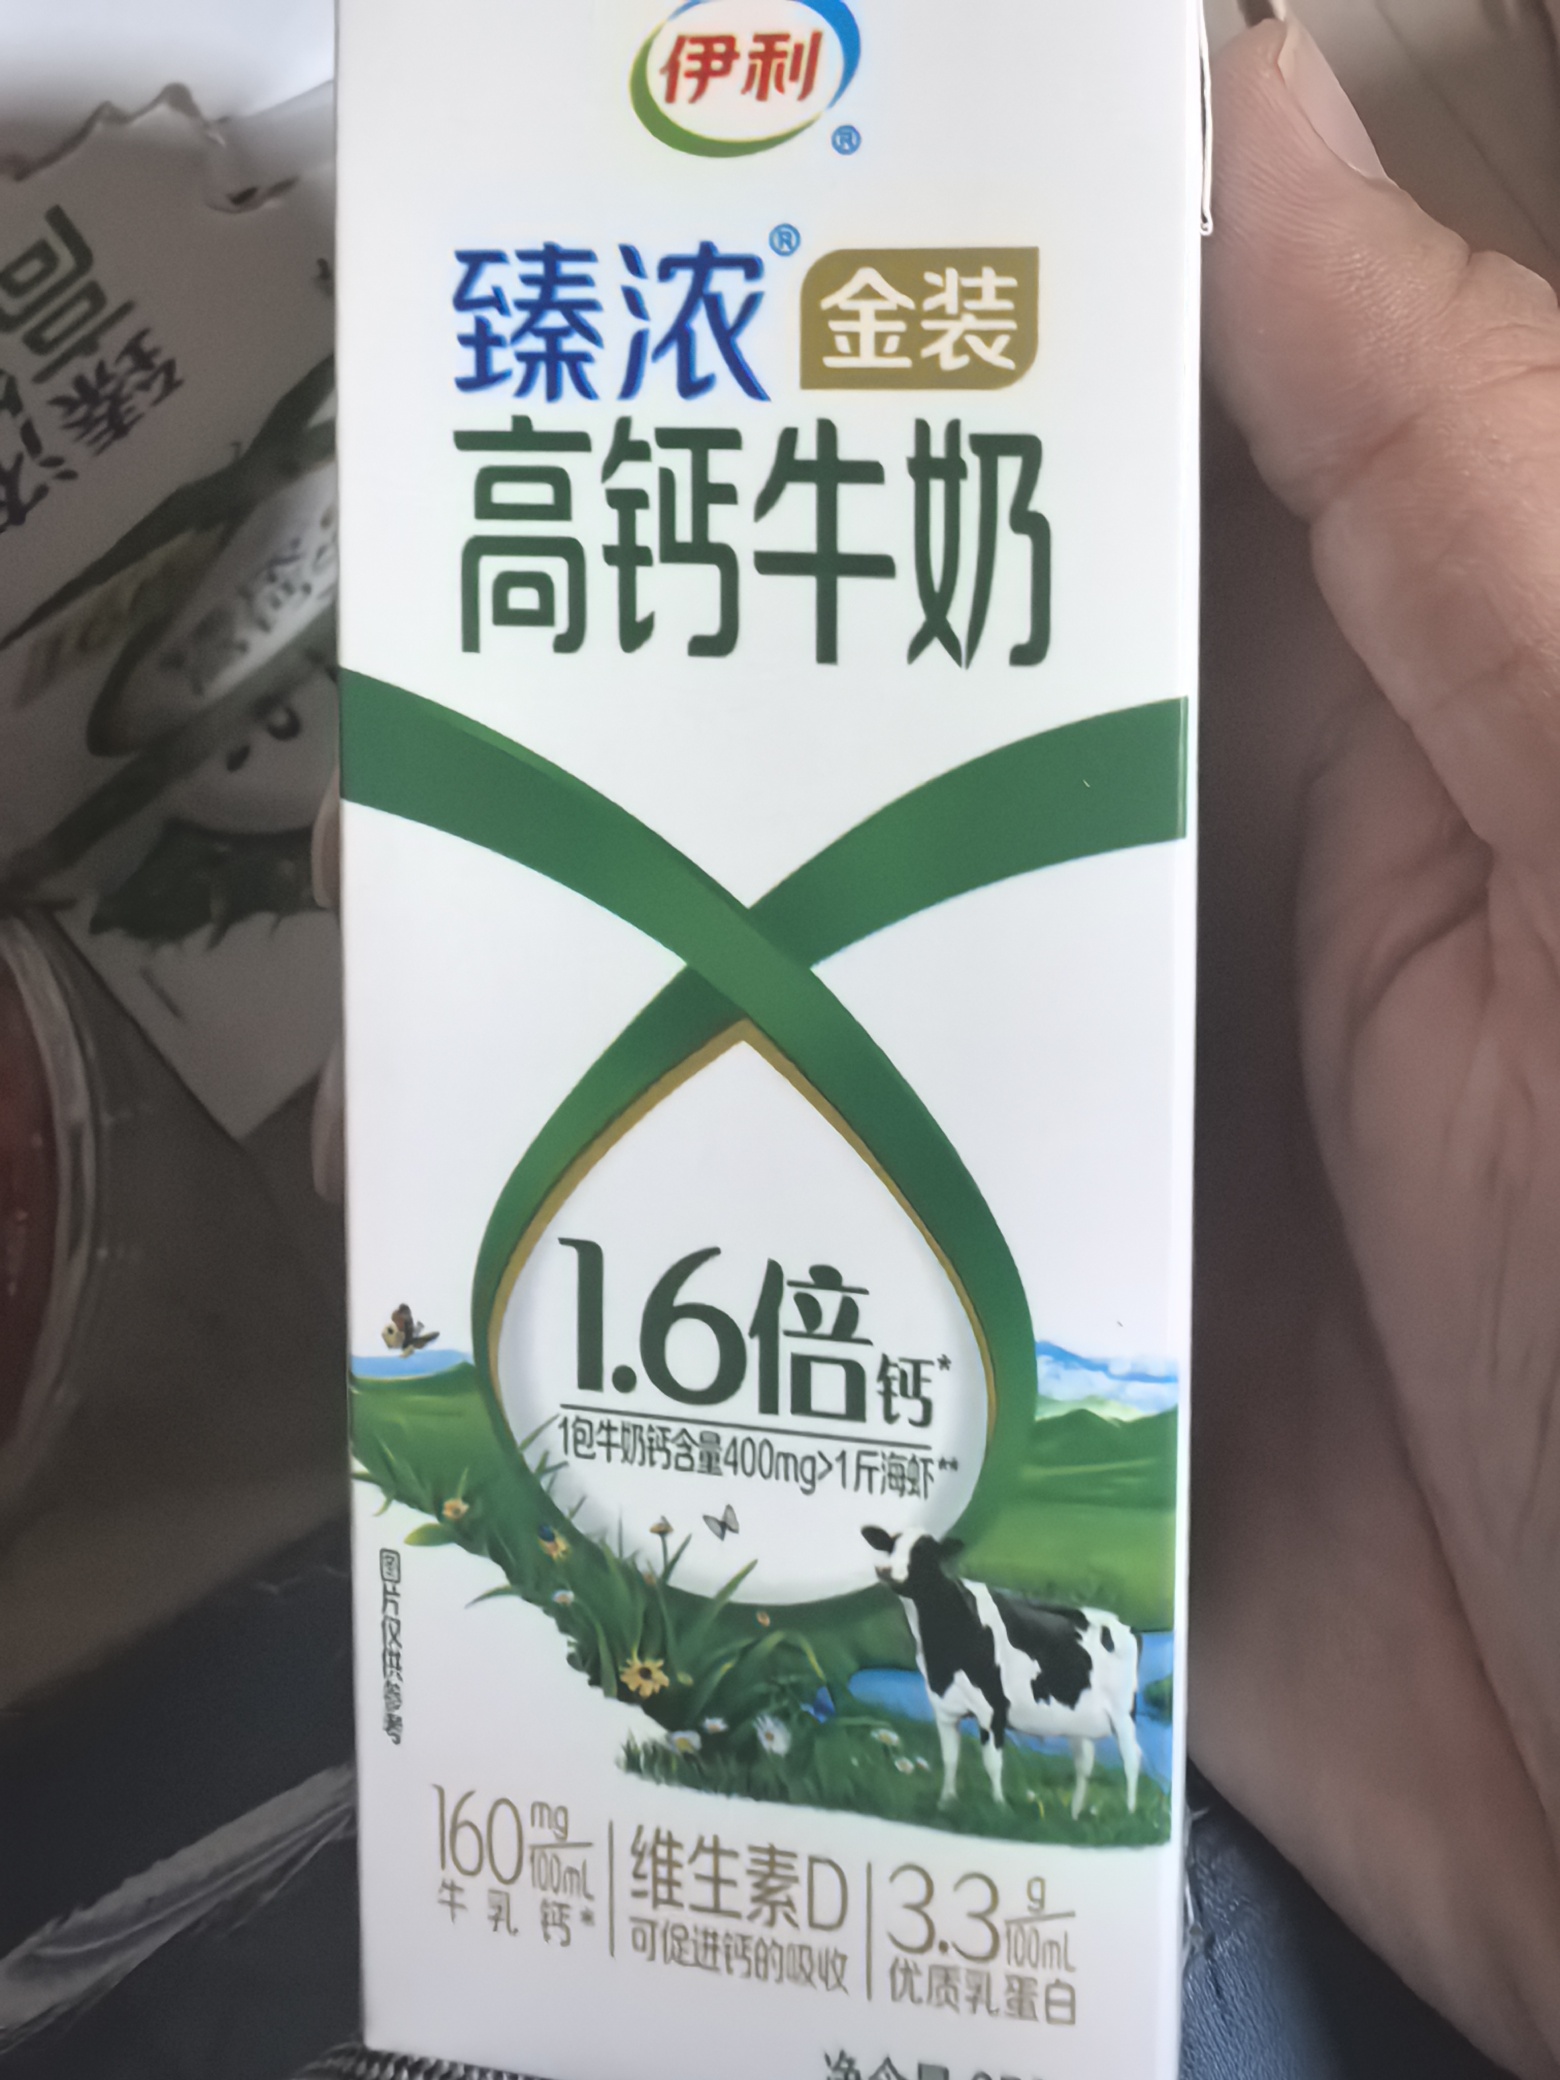 伊利
®
臻浓® 金装
高钙牛奶
1.6倍钙*
1包牛奶钙含量400mg>1斤海虾**
图片仅供参考
160mg/100mL
牛乳钙*
维生素D
可促进钙的吸收
3.3g/100mL
优质乳蛋白
高
臻浓